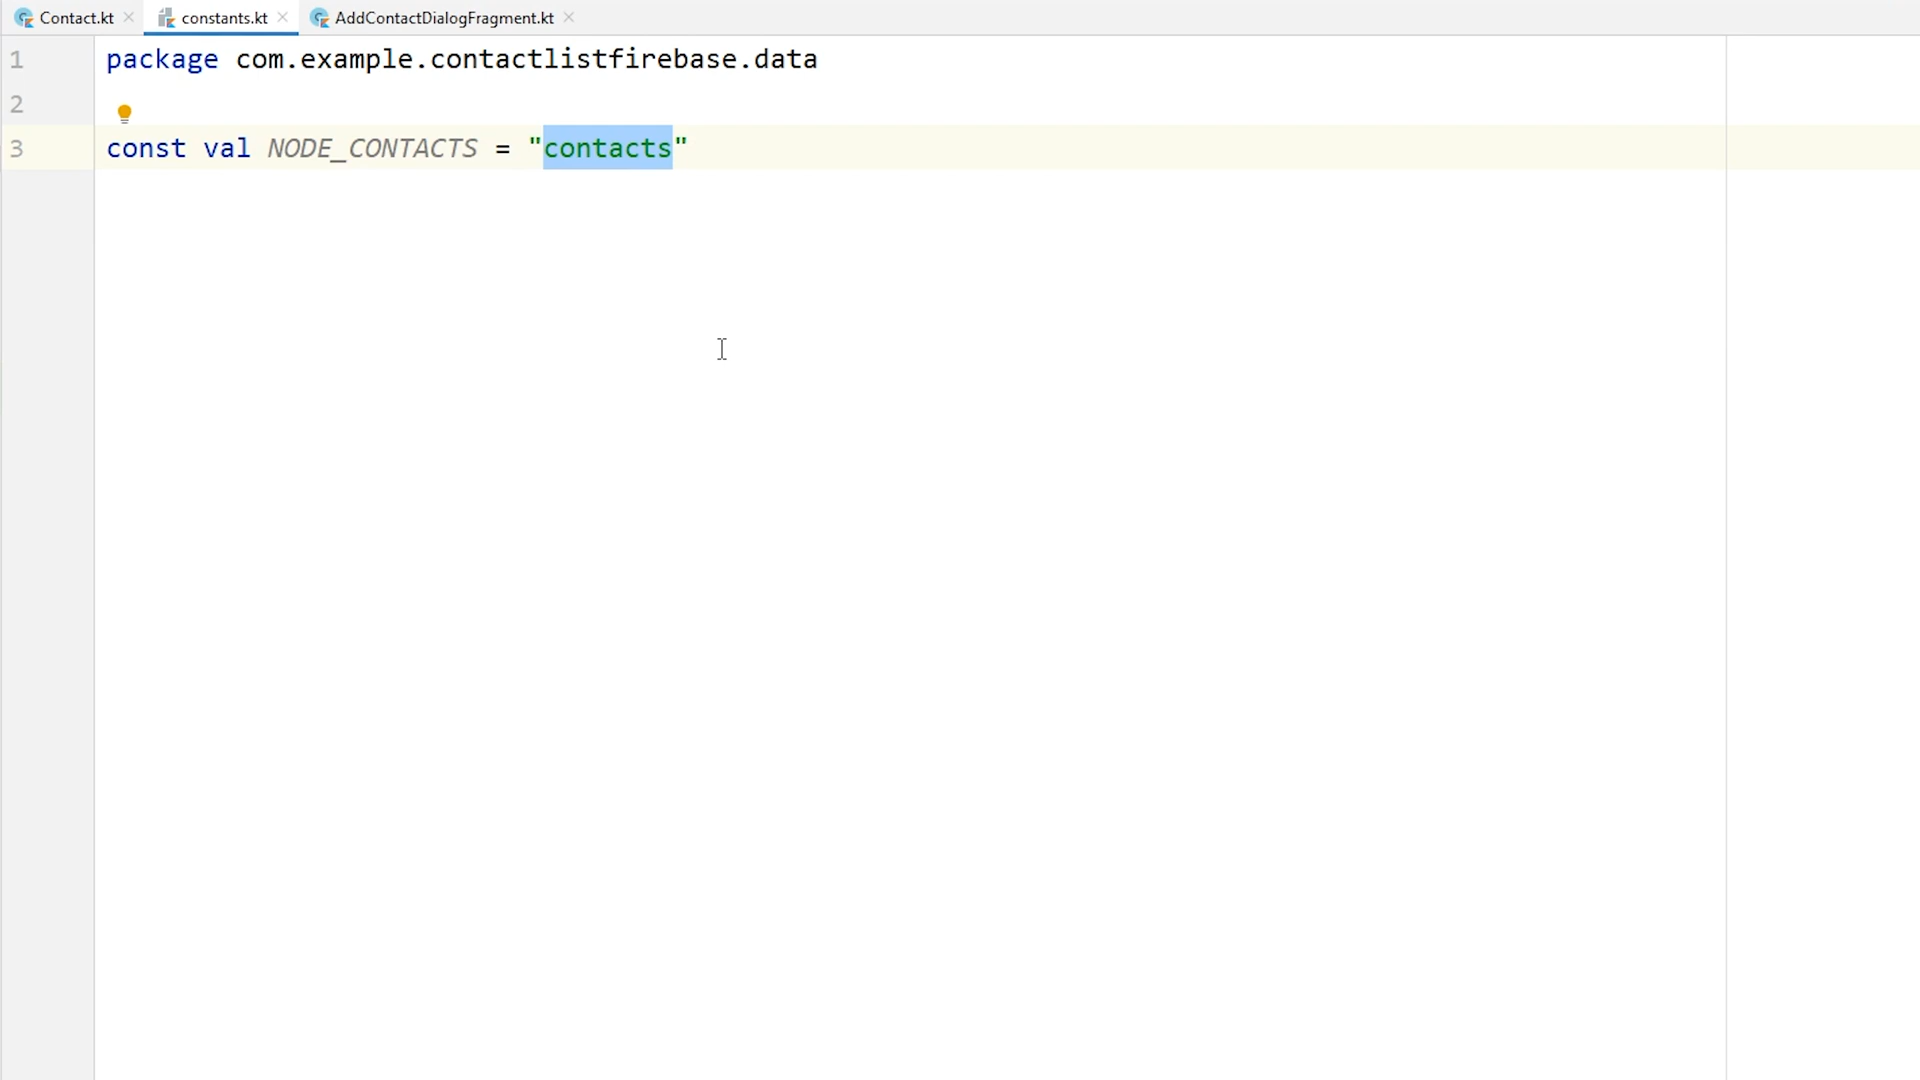 Contact.kt constants.kt AddContactDialogFragment.kt
1 package com.example.contactlistfirebase.data
2
3 const val NODE_CONTACTS = "contacts"